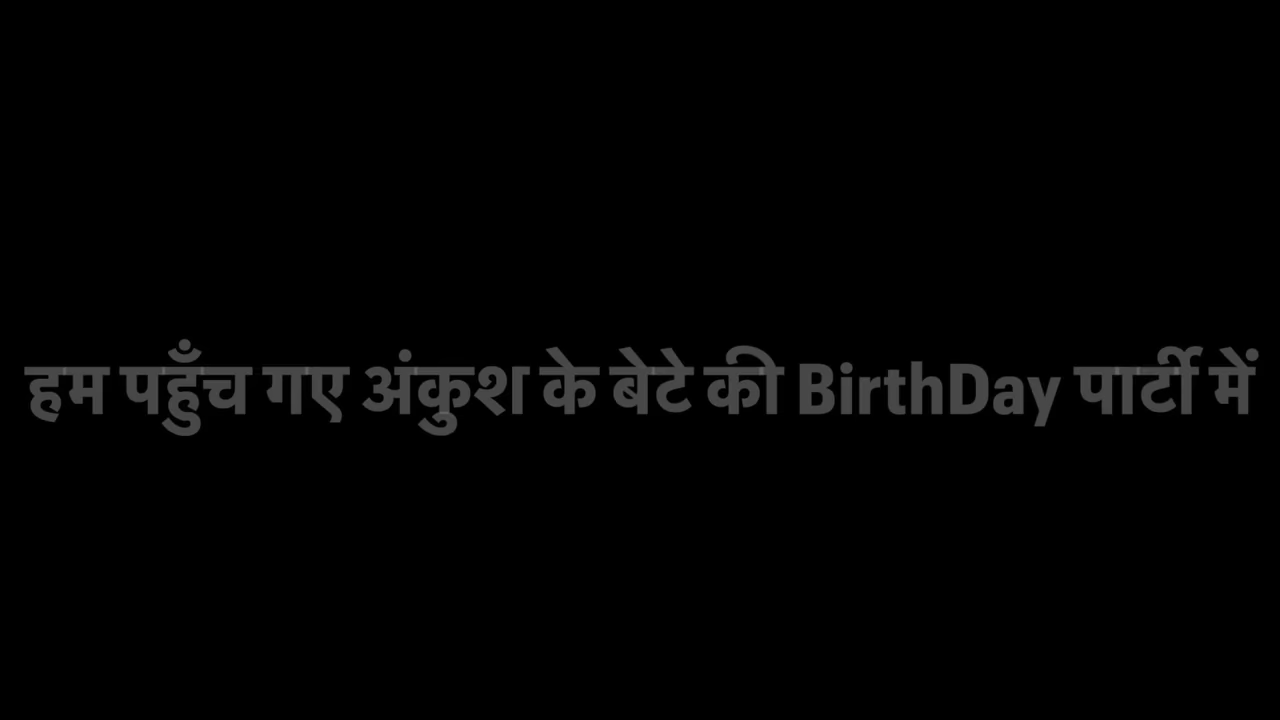 हम पहुँच गए अंकुश के बेटे की BirthDay पार्टी में